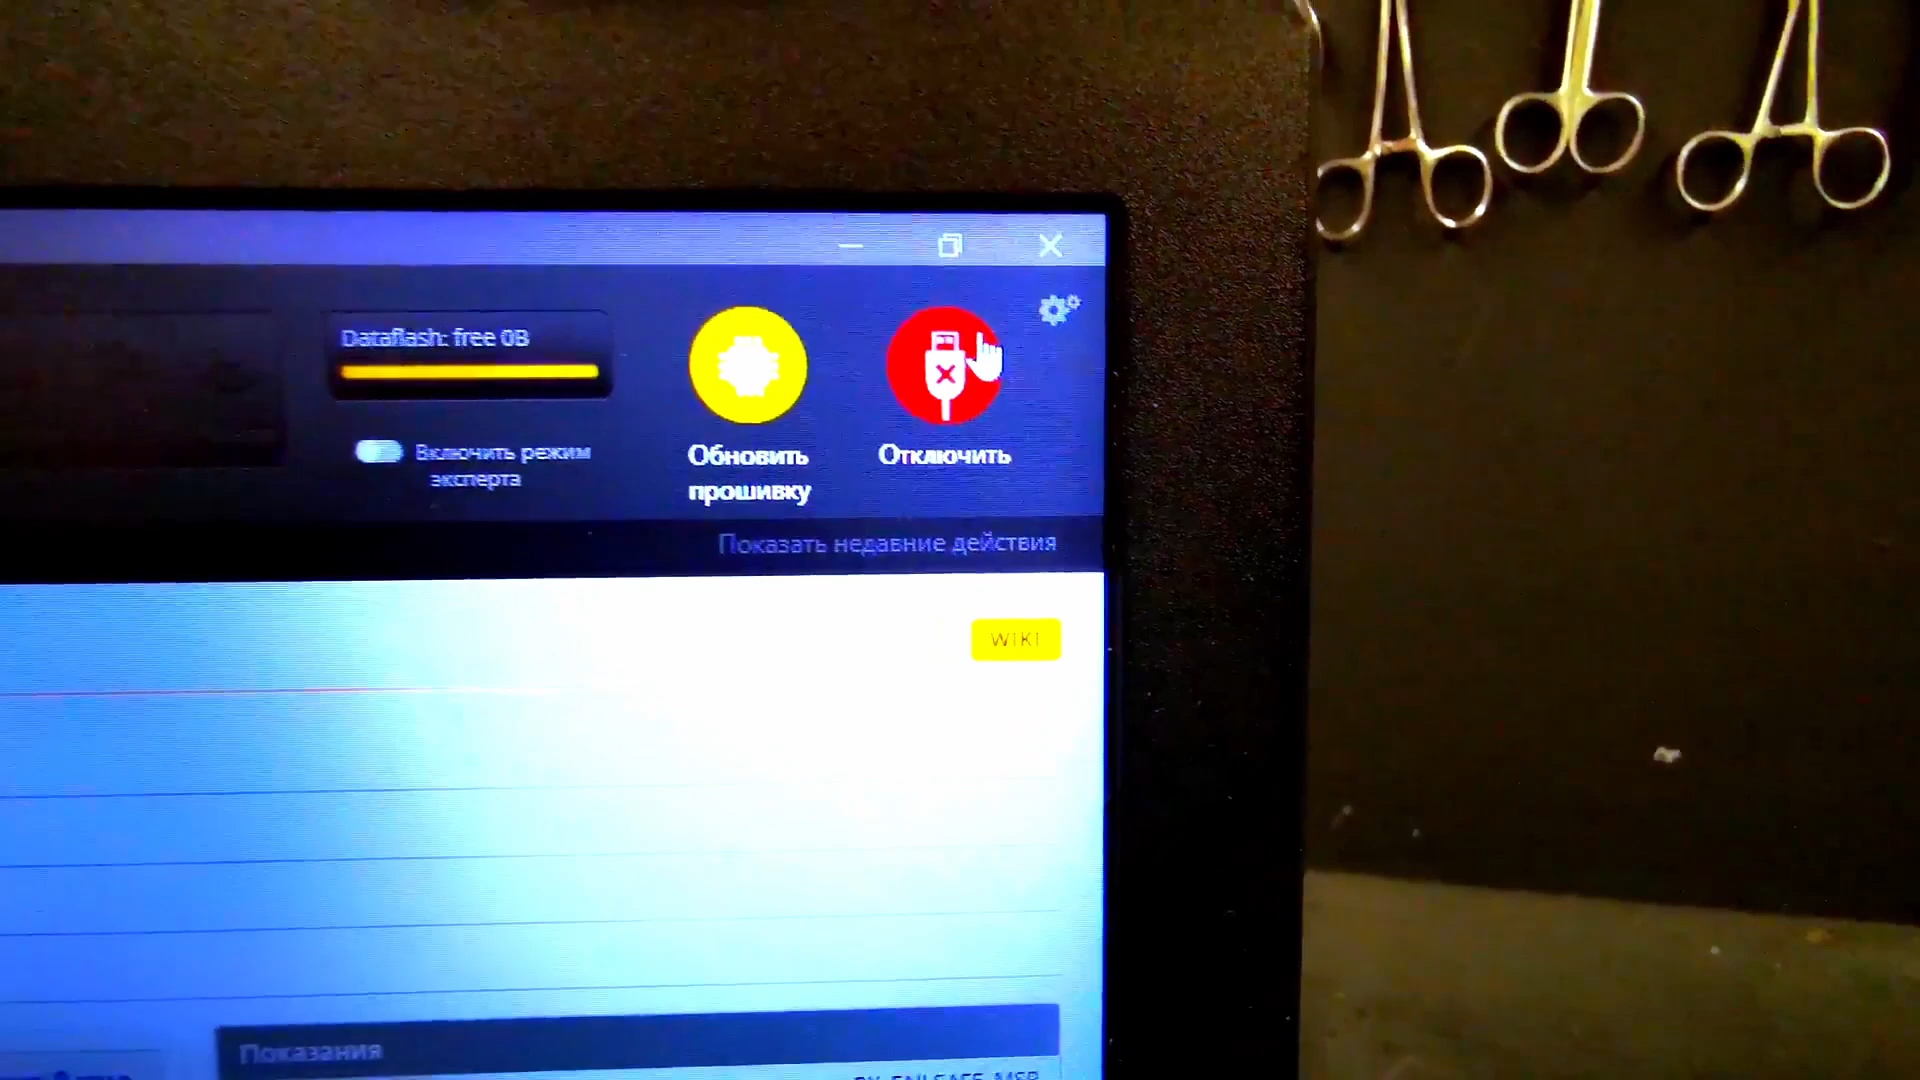 Dataflash: free 0B
Включить режим
эксперта
Обновить
прошивку
Отключить
Показать недавние действия
WIKI
Показания